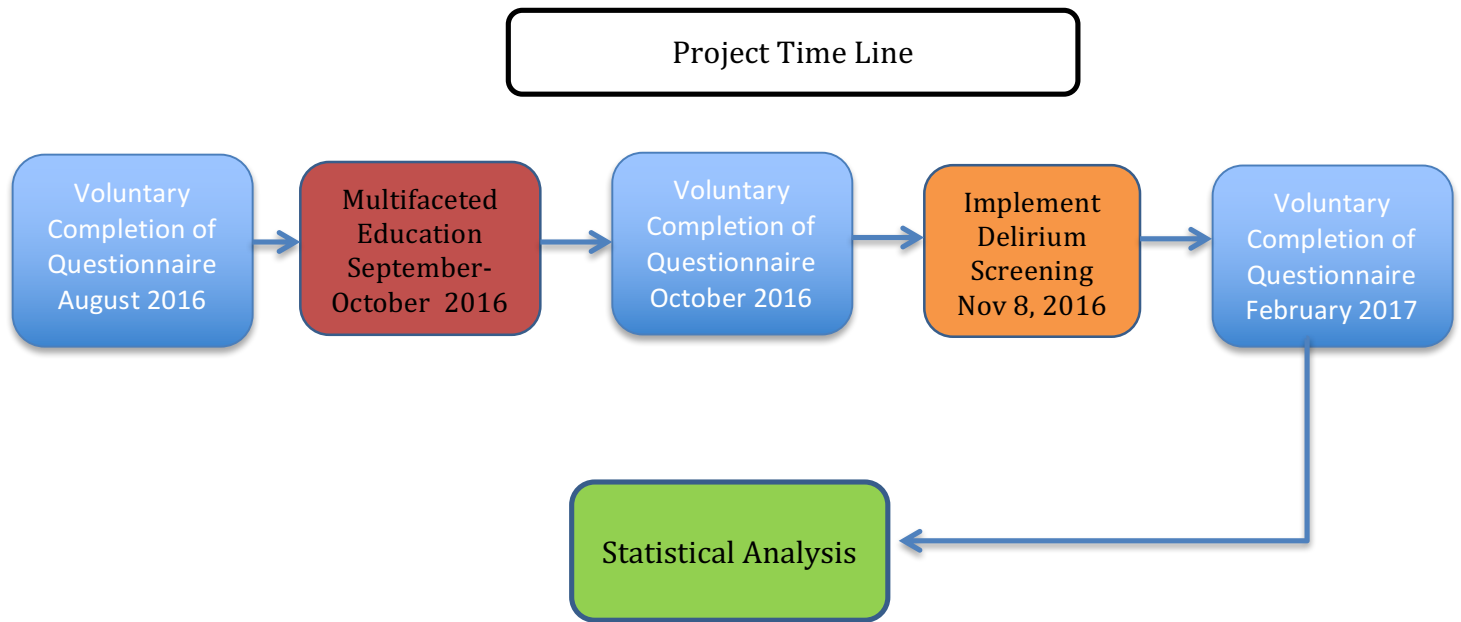 Project Time Line
Voluntary
Completion of
Questionnaire
August 2016
Multifaceted
Education
September-
October 2016
Voluntary
Completion of
Questionnaire
October 2016
Implement
Delirium
Screening
Nov 8, 2016
Voluntary
Completion of
Questionnaire
February 2017
Statistical Analysis